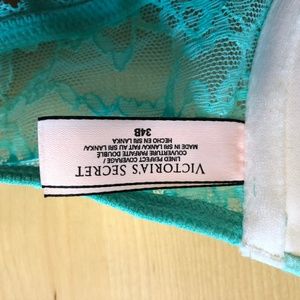 VICTORIA'S SECRET
LINED PERFECT COVERAGE/
COUVERTURE PARFAITE DOUBLÉ
MADE IN SRI LANKA/FAIT AU SRI LANKA/
HECHO EN SRI LANKA
34B